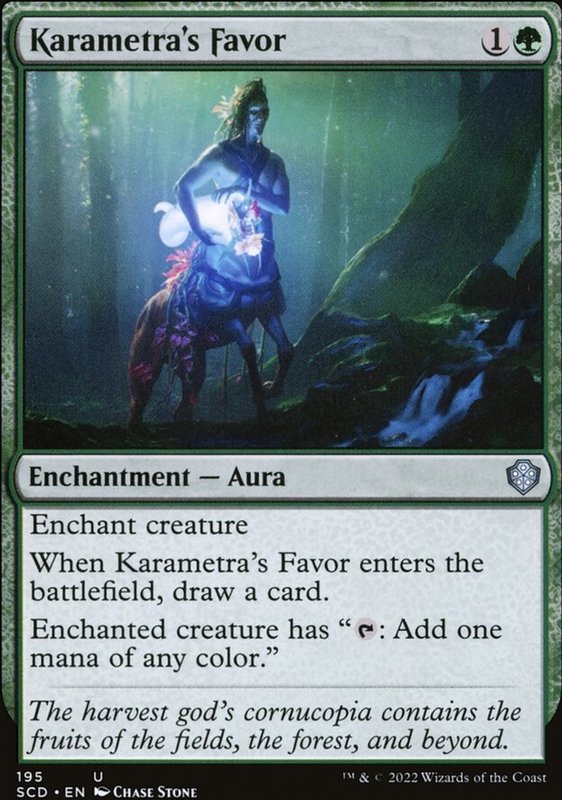 Karametra's Favor 1
Enchantment — Aura
Enchant creature
When Karametra's Favor enters the
battlefield, draw a card.
Enchanted creature has “: Add one
mana of any color.”
The harvest god's cornucopia contains the
fruits of the fields, the forest, and beyond.
195 U
SCD • EN Chase Stone
™ & © 2022 Wizards of the Coast